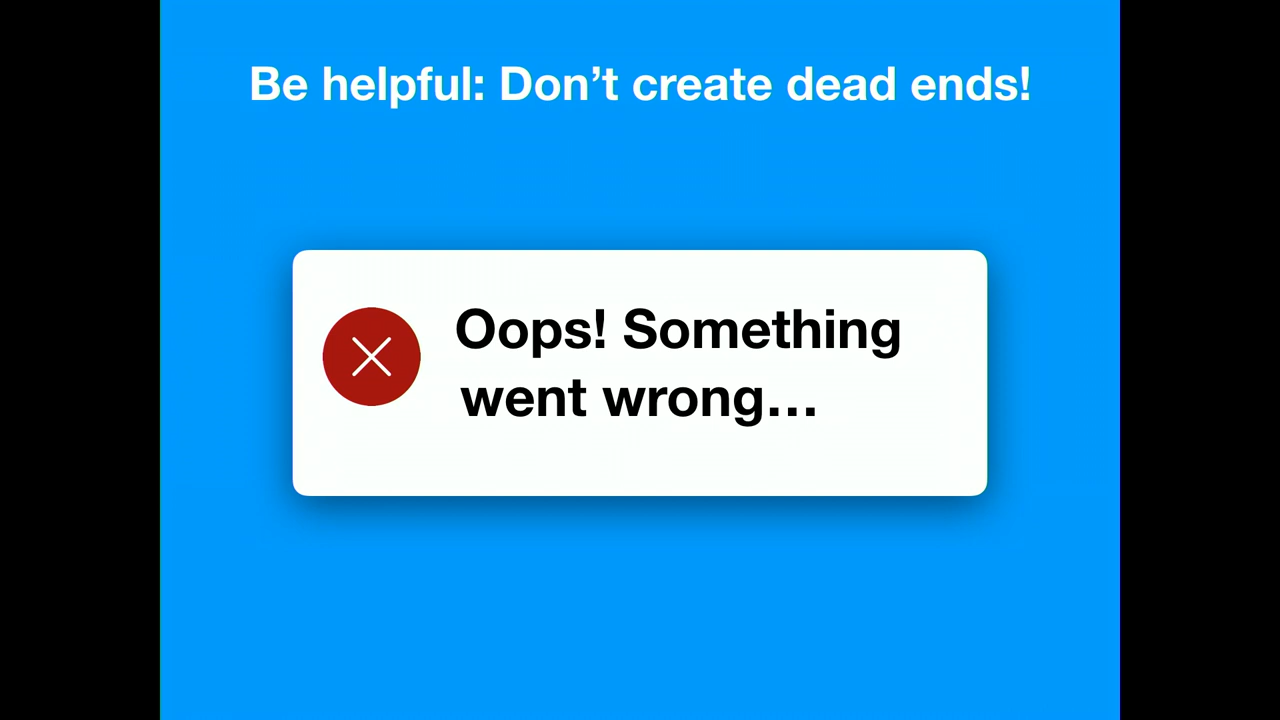 Be helpful: Don’t create dead ends!
Oops! Something
went wrong…